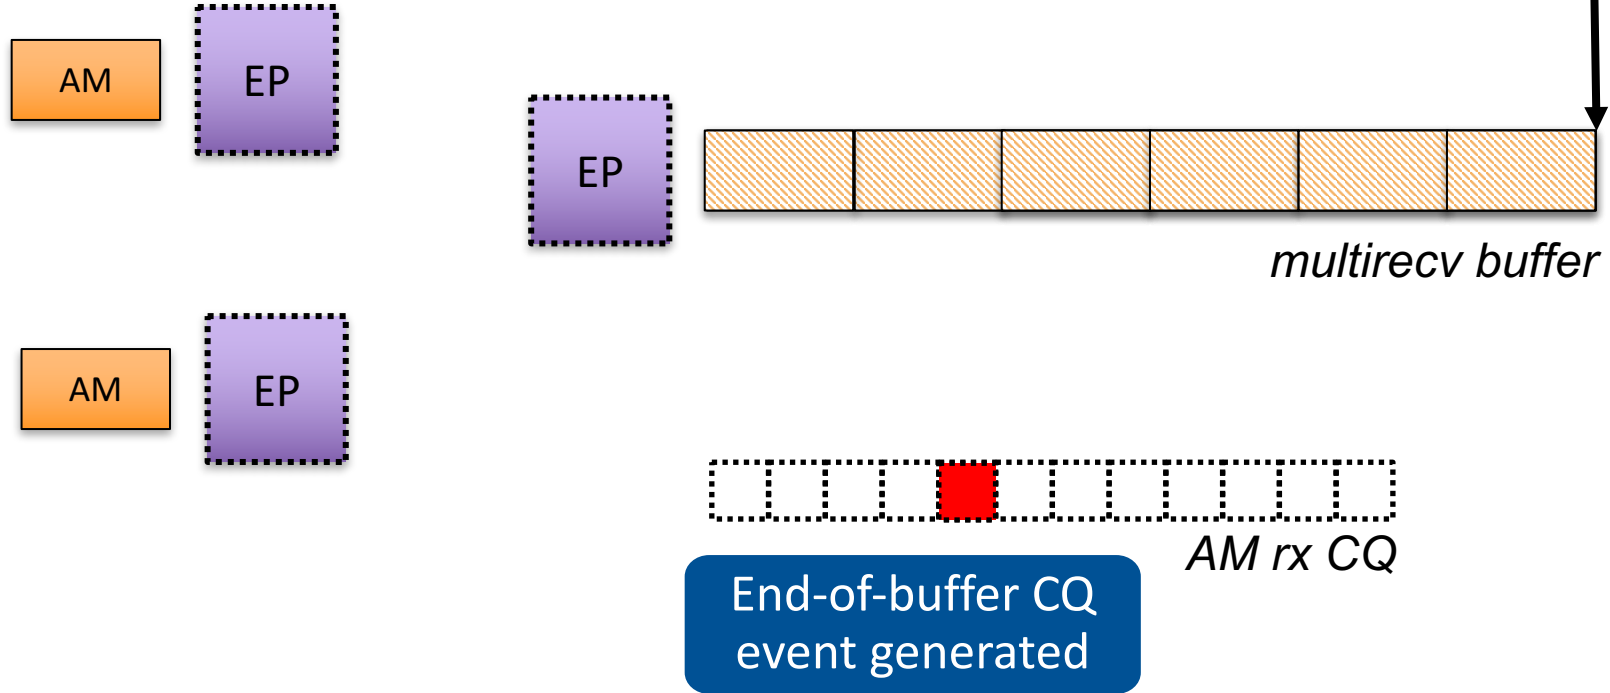 AM
EP
EP
multirecv buffer
AM
EP
AM rx CQ
End-of-buffer CQ
event generated